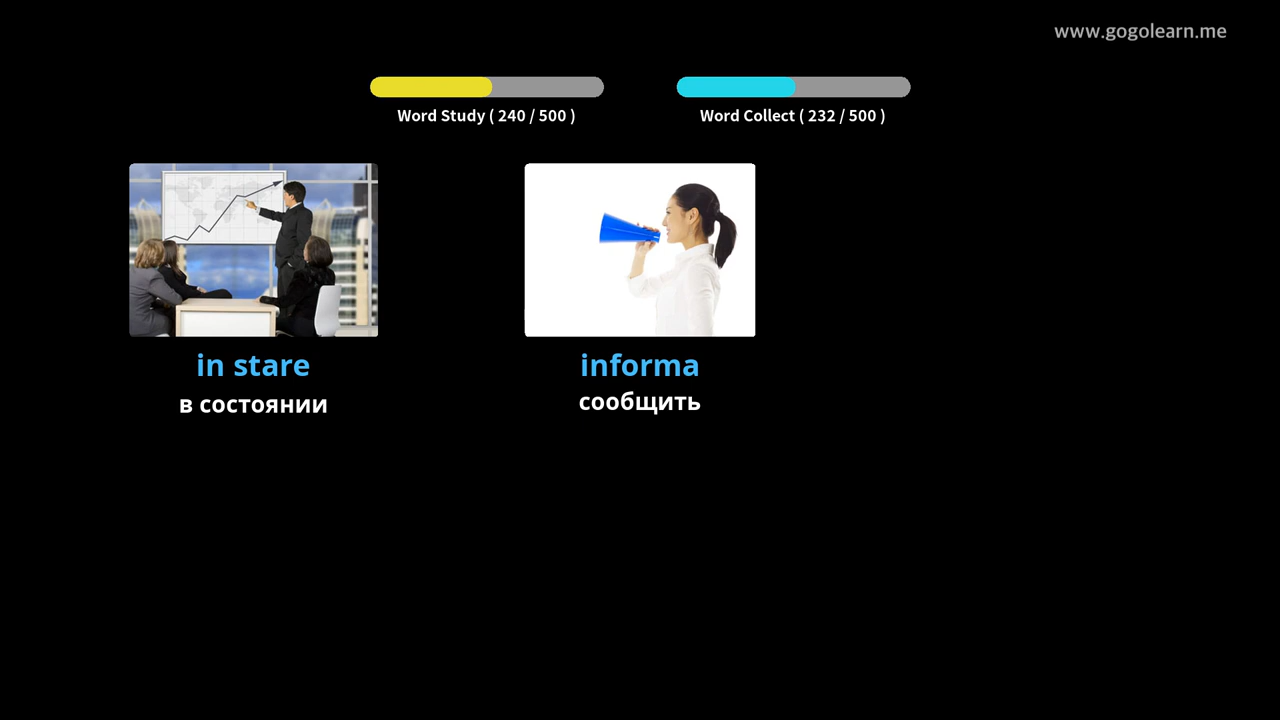 www.gogolearn.me
Word Study ( 240 / 500 )
Word Collect ( 232 / 500 )
in stare
в состоянии
informa
сообщить